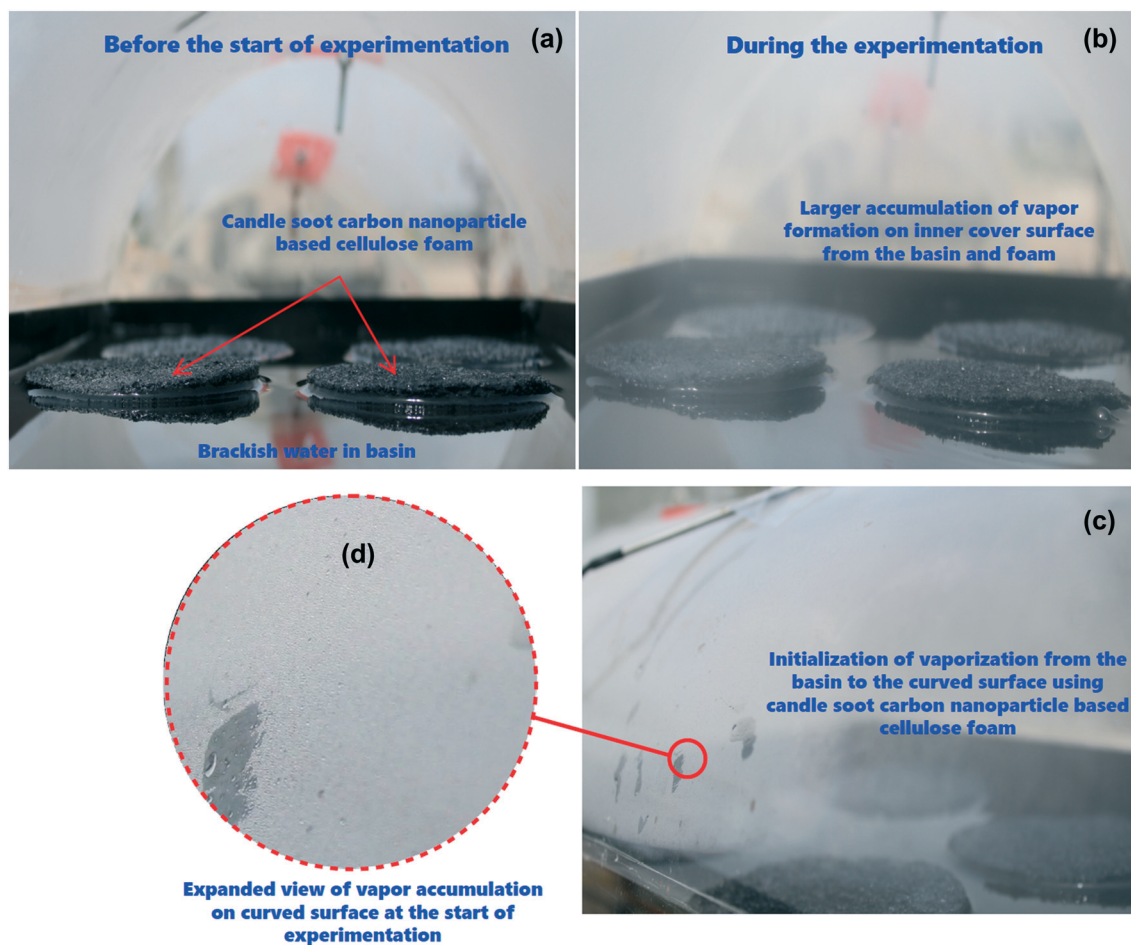 Before the start of experimentation
(a)
During the experimentation
(b)
Candle soot carbon nanoparticle
based cellulose foam
Brackish water in basin
Larger accumulation of vapor
formation on inner cover surface
from the basin and foam
(d)
(c)
Initialization of vaporization from the
basin to the curved surface using
candle soot carbon nanoparticle based
cellulose foam
Expanded view of vapor accumulation
on curved surface at the start of
experimentation